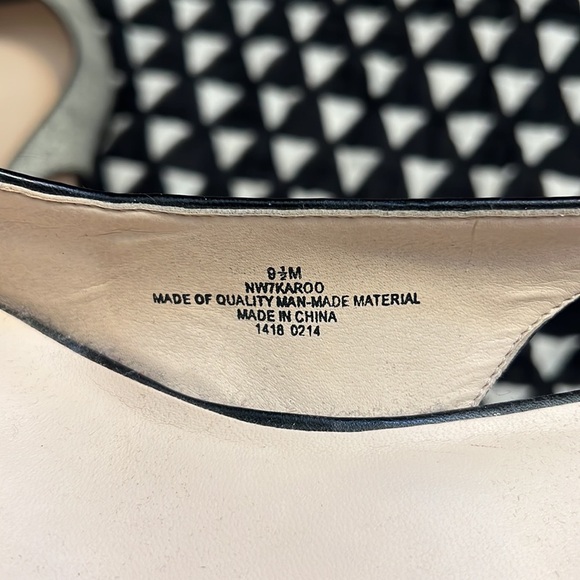 9½M
NW7KAROO
MADE OF QUALITY MAN-MADE MATERIAL
MADE IN CHINA
1418 0214